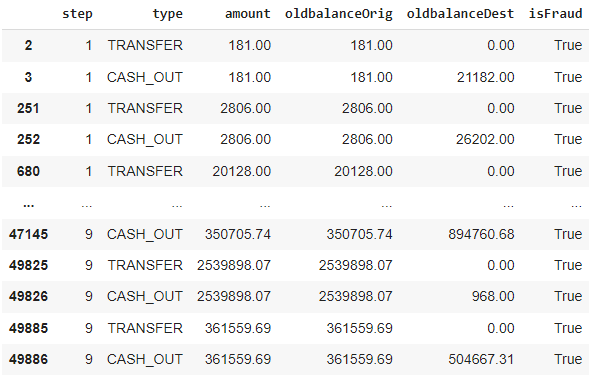 step type amount oldbalanceOrig oldbalanceDest isFraud
2 1 TRANSFER 181.00 181.00 0.00 True
3 1 CASH_OUT 181.00 181.00 21182.00 True
251 1 TRANSFER 2806.00 2806.00 0.00 True
252 1 CASH_OUT 2806.00 2806.00 26202.00 True
680 1 TRANSFER 20128.00 20128.00 0.00 True
... ... ... ... ... ... ...
47145 9 CASH_OUT 350705.74 350705.74 894760.68 True
49825 9 TRANSFER 2539898.07 2539898.07 0.00 True
49826 9 CASH_OUT 2539898.07 2539898.07 968.00 True
49885 9 TRANSFER 361559.69 361559.69 0.00 True
49886 9 CASH_OUT 361559.69 361559.69 504667.31 True